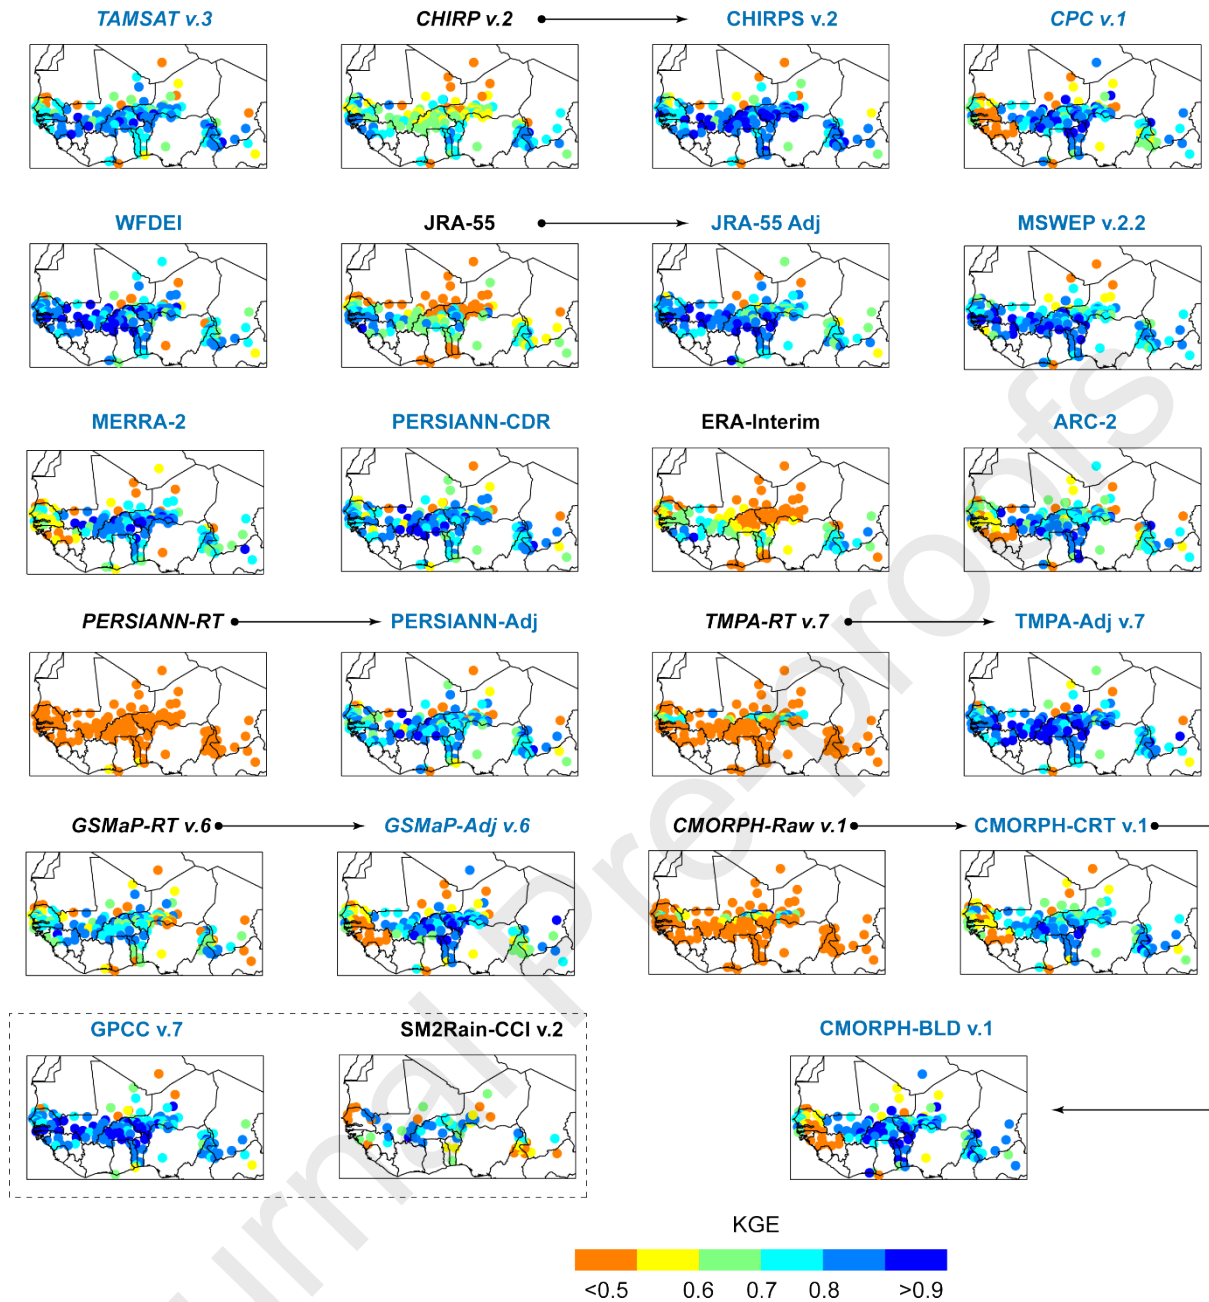 TAMSAT v.3 CHIRP v.2 CHIRPS v.2 CPC v.1
WFDEI JRA-55 JRA-55 Adj MSWEP v.2.2
MERRA-2 PERSIANN-CDR ERA-Interim ARC-2
PERSIANN-RT PERSIANN-Adj TMPA-RT v.7 TMPA-Adj v.7
GSMaP-RT v.6 GSMaP-Adj v.6 CMORPH-Raw v.1 CMORPH-CRT v.1
GPCC v.7 SM2Rain-CCI v.2 CMORPH-BLD v.1
KGE
<0.5 0.6 0.7 0.8 >0.9
urnal Pre-proofs